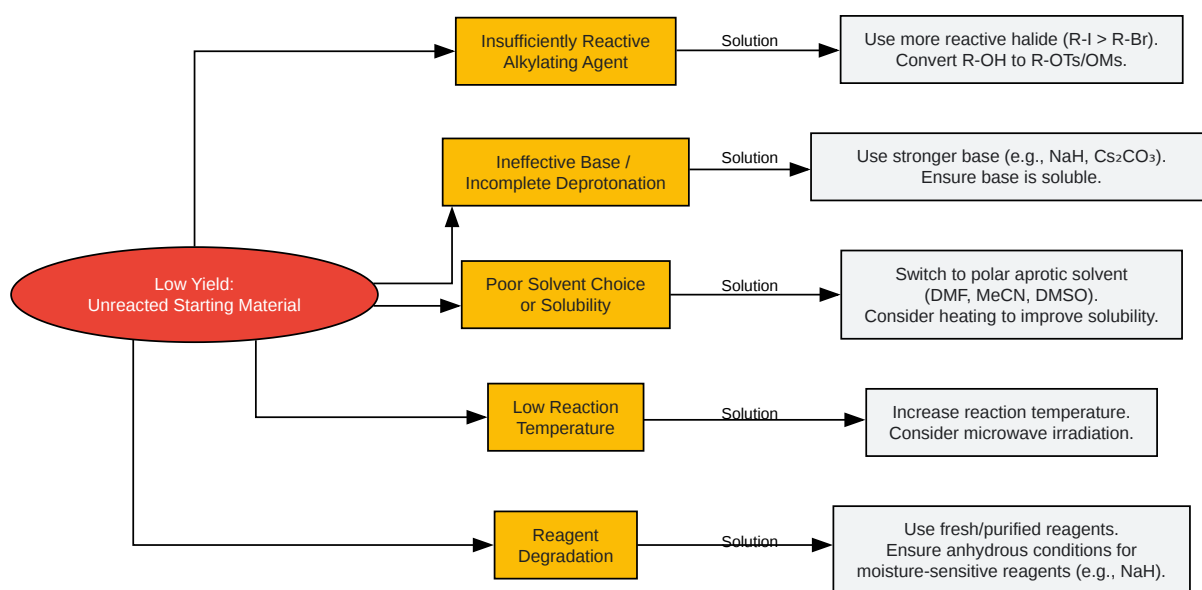 Insufficiently Reactive
Alkylating Agent
Solution
Use more reactive halide (R-I > R-Br).
Convert R-OH to R-OTs/OMs.
Ineffective Base /
Incomplete Deprotonation
Solution
Use stronger base (e.g., NaH, Cs₂CO₃).
Ensure base is soluble.
Low Yield:
Unreacted Starting Material
Poor Solvent Choice
or Solubility
Solution
Switch to polar aprotic solvent
(DMF, MeCN, DMSO).
Consider heating to improve solubility.
Low Reaction
Temperature
Solution
Increase reaction temperature.
Consider microwave irradiation.
Reagent
Degradation
Solution
Use fresh/purified reagents.
Ensure anhydrous conditions for
moisture-sensitive reagents (e.g., NaH).